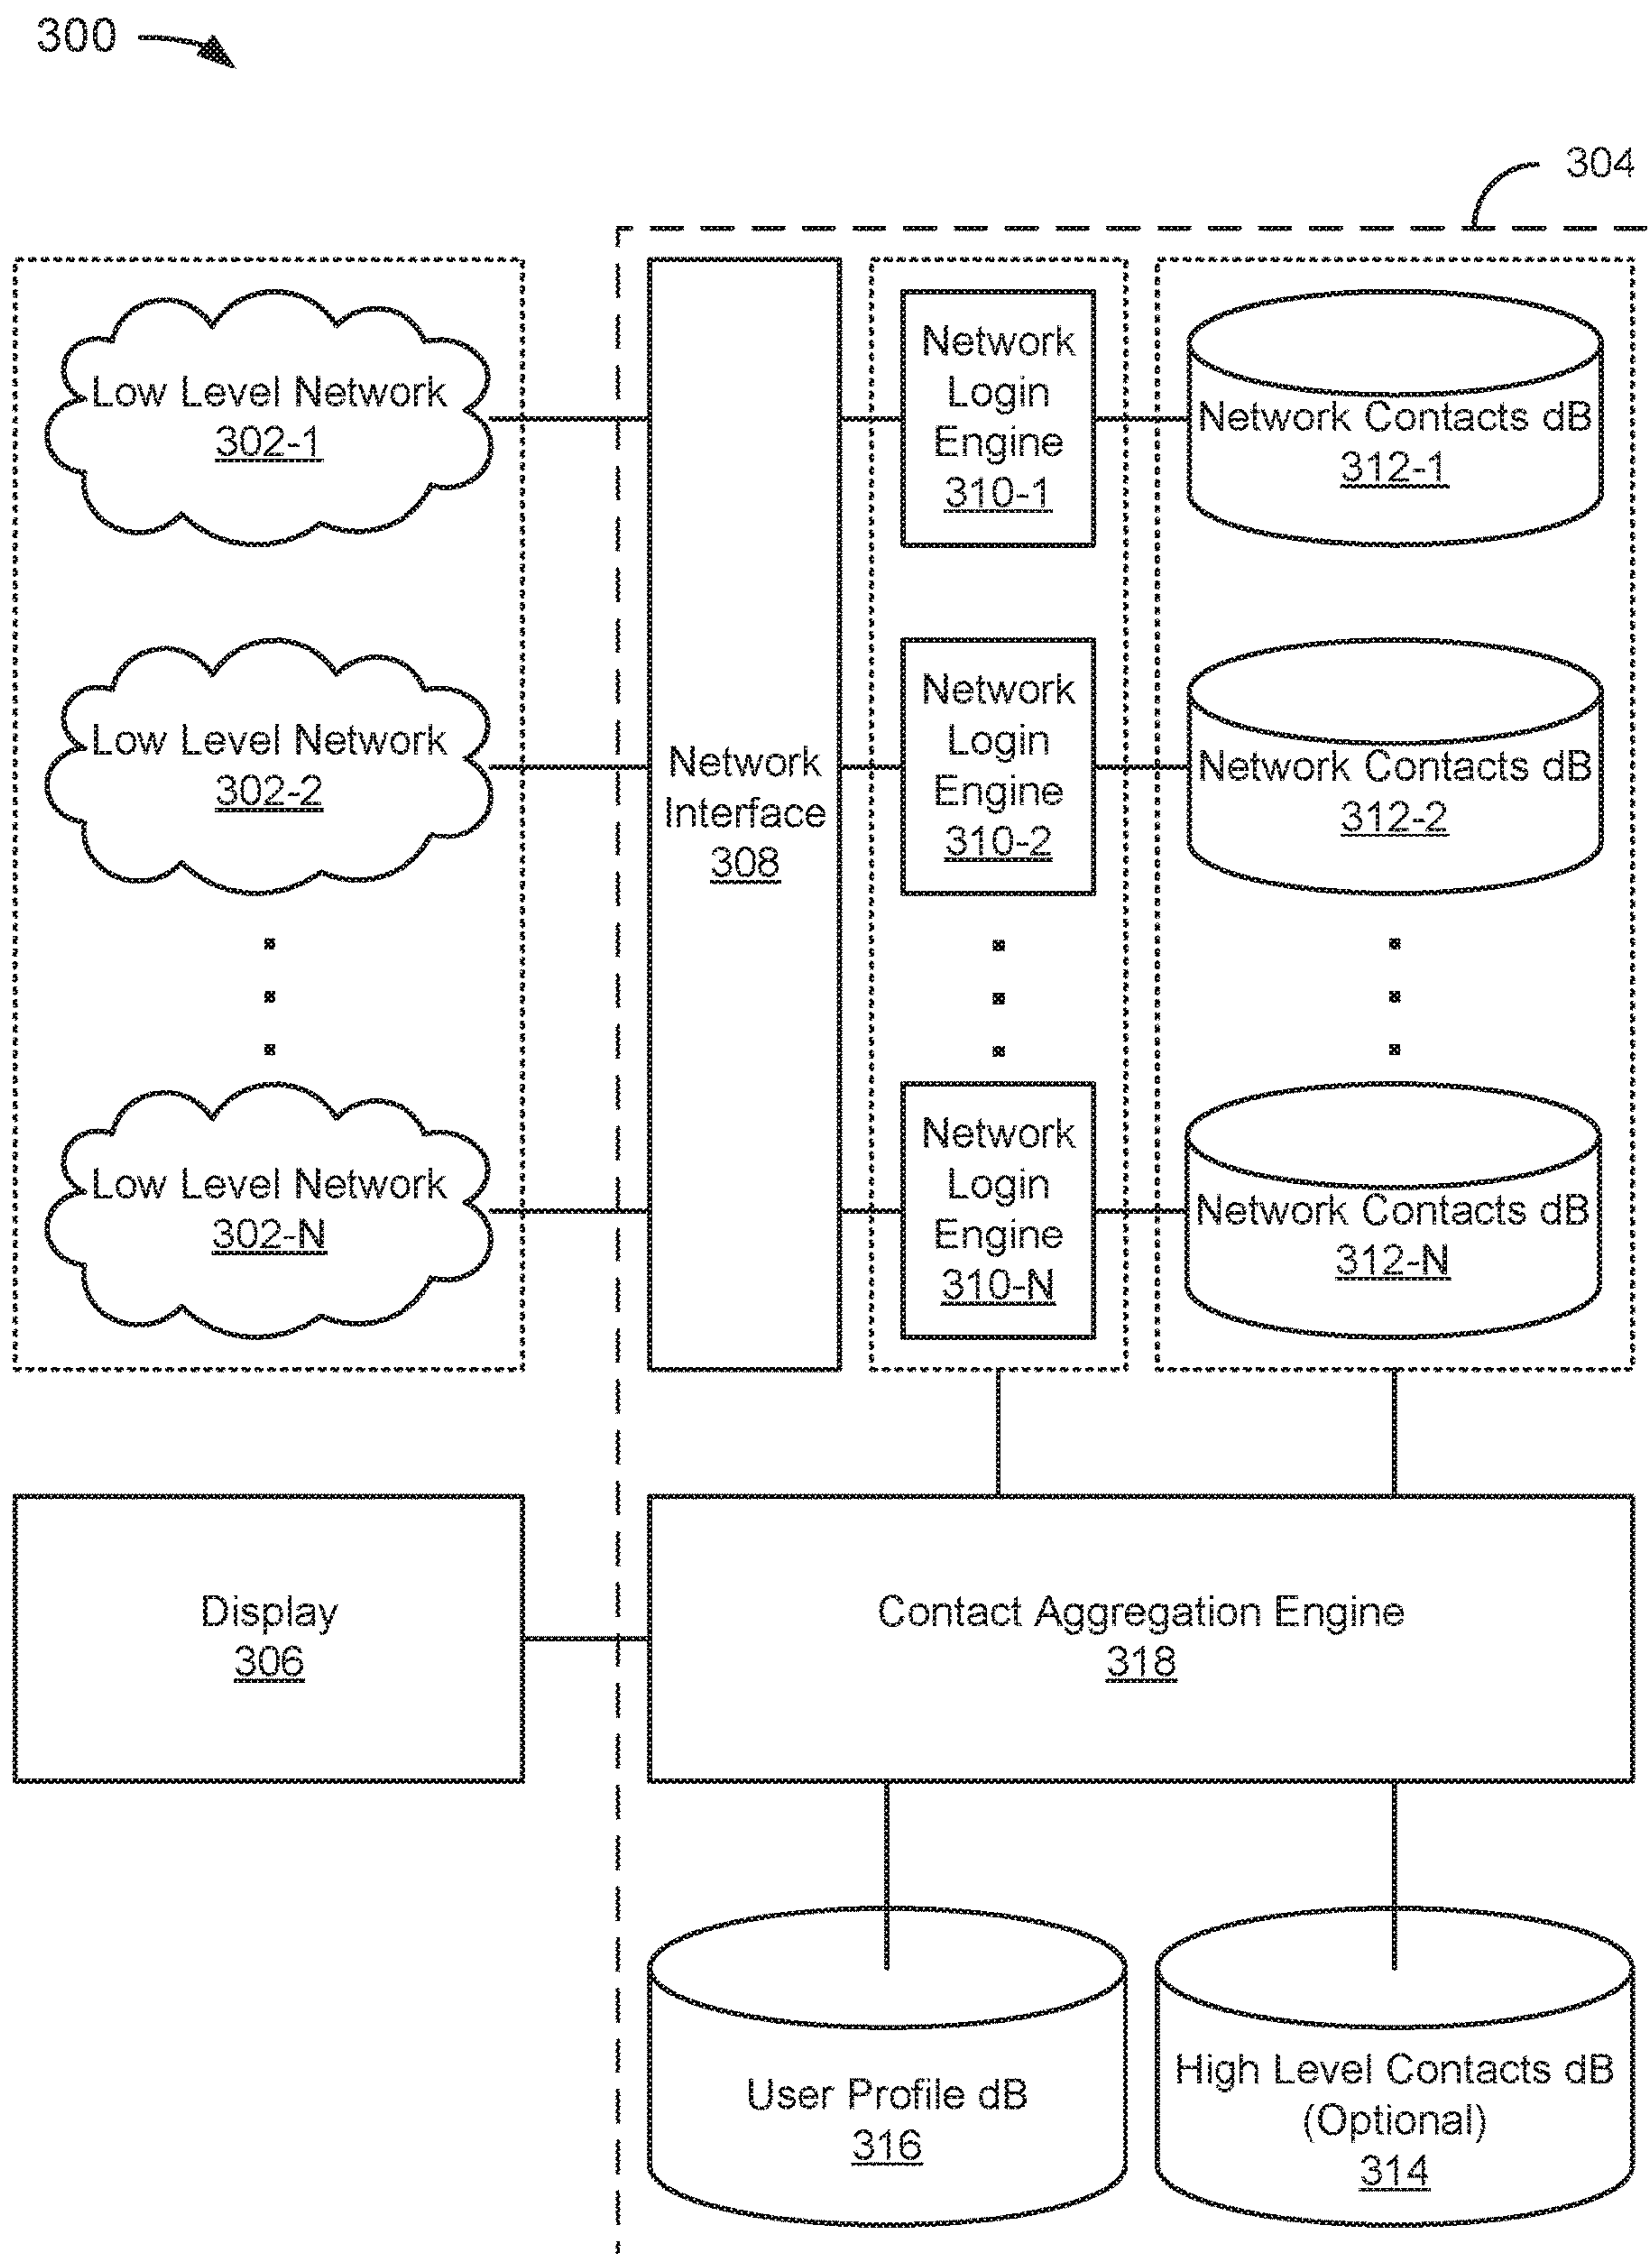 300
304
Low Level Network
302-1
Network
Login
Engine
310-1
Network Contacts dB
312-1
Low Level Network
302-2
Network
Interface
308
Network
Login
Engine
310-2
Network Contacts dB
312-2
Low Level Network
302-N
Network
Login
Engine
310-N
Network Contacts dB
312-N
Display
306
Contact Aggregation Engine
318
User Profile dB
316
High Level Contacts dB
(Optional)
314